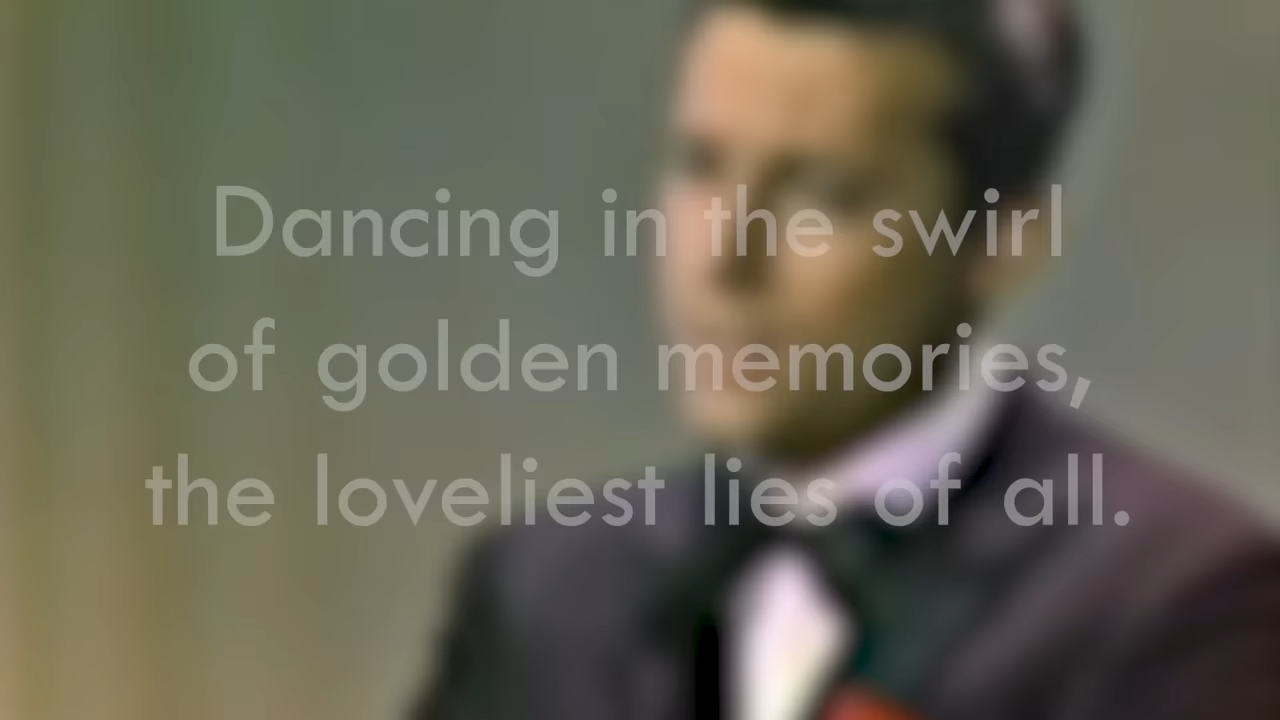 Dancing in the swirl
of golden memories,
the loveliest lies of all.